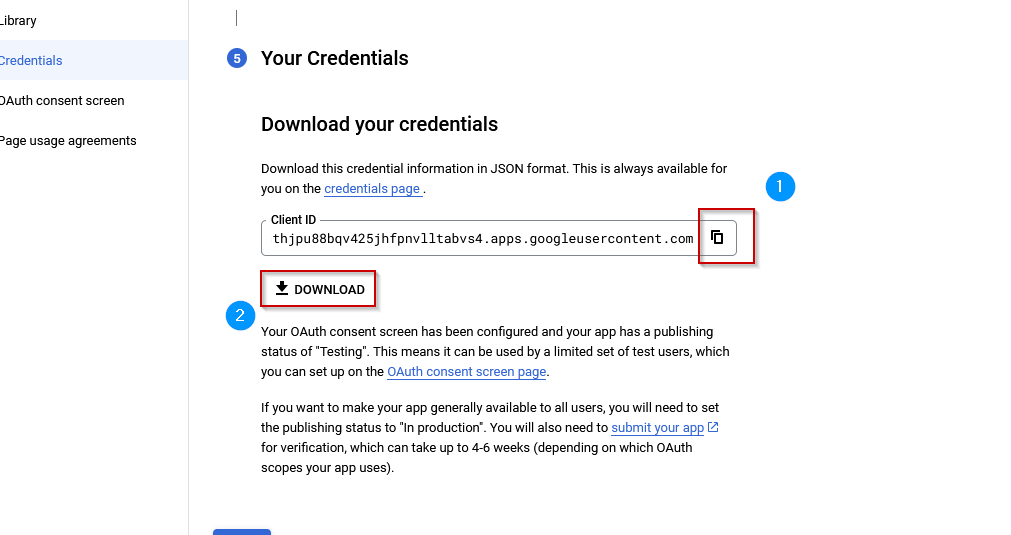 Library
Credentials
OAuth consent screen
Page usage agreements
5 Your Credentials
Download your credentials
Download this credential information in JSON format. This is always available for
you on the credentials page .
1
Client ID
thjpu88bqv425jhfpnvlltabvs4.apps.googleusercontent.com
DOWNLOAD
2
Your OAuth consent screen has been configured and your app has a publishing
status of "Testing". This means it can be used by a limited set of test users, which
you can set up on the OAuth consent screen page.
If you want to make your app generally available to all users, you will need to set
the publishing status to "In production". You will also need to submit your app
for verification, which can take up to 4-6 weeks (depending on which OAuth
scopes your app uses).